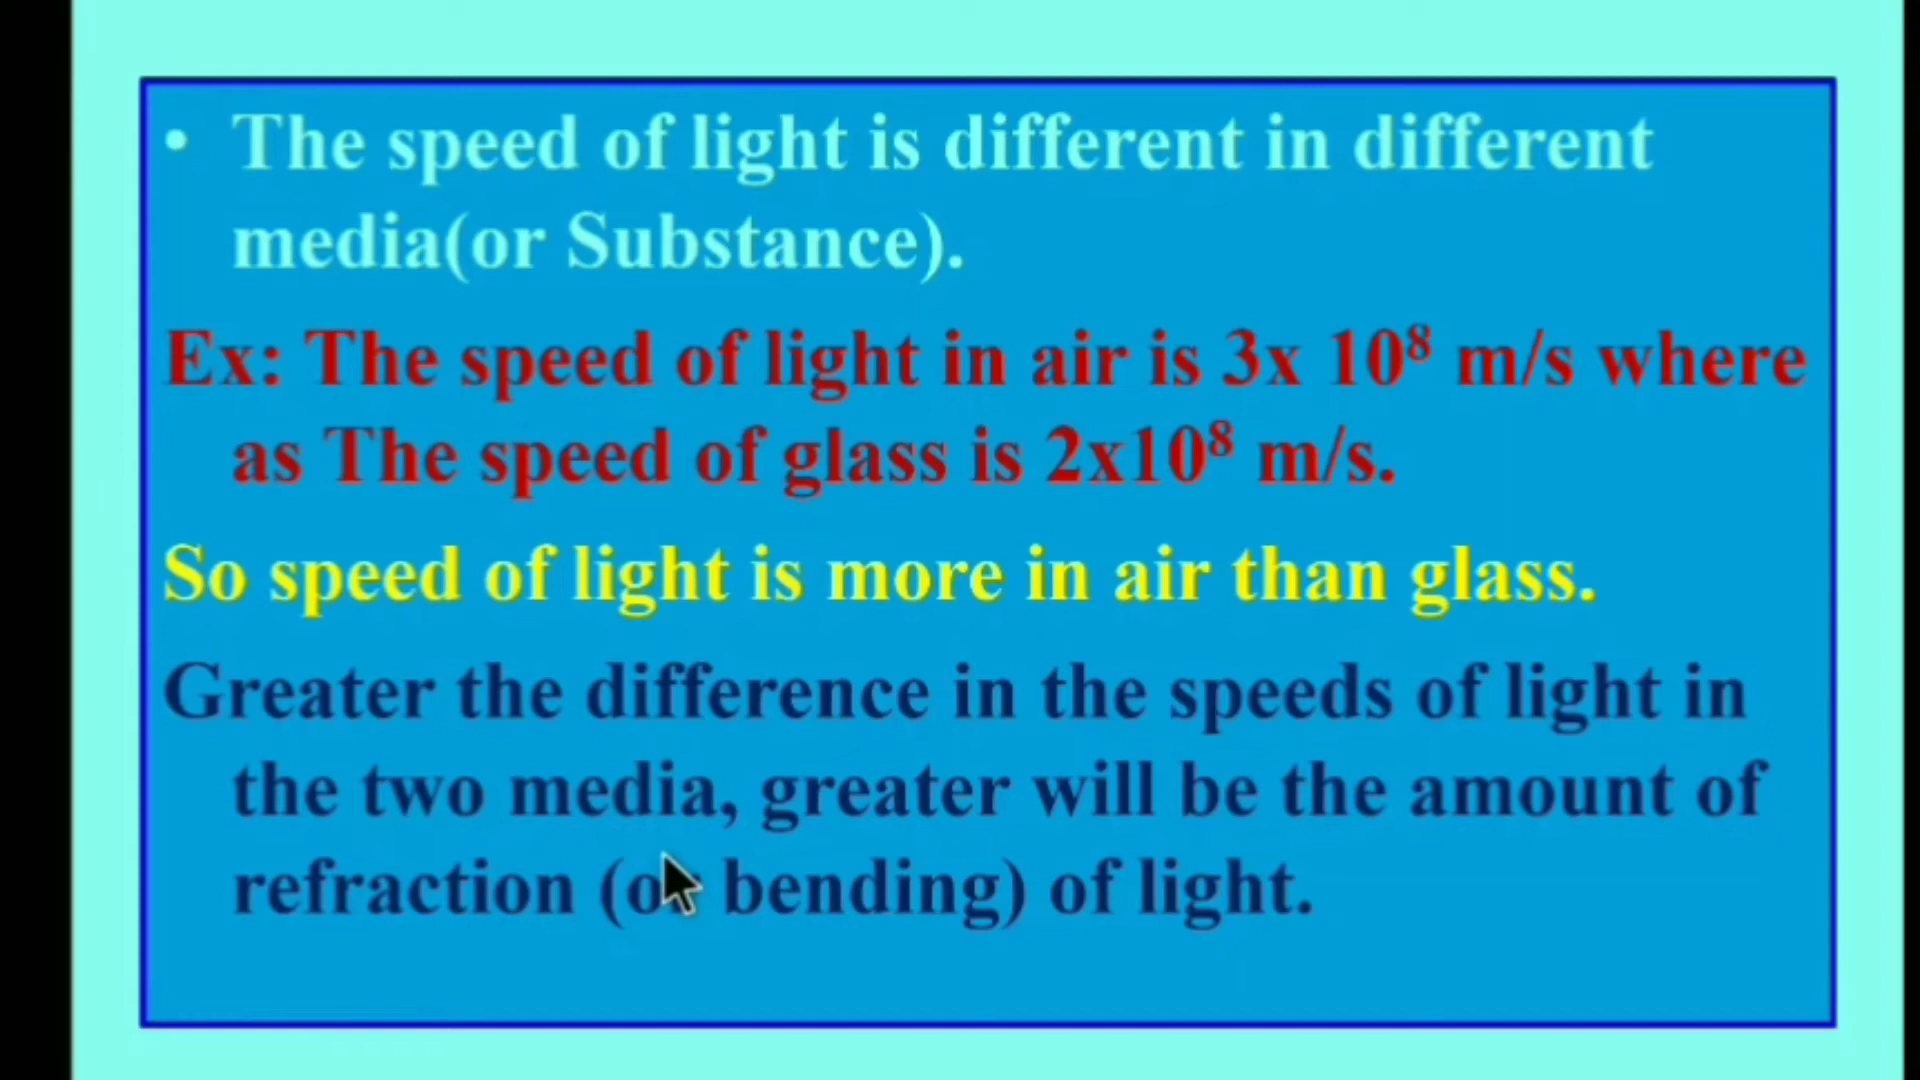 • The speed of light is different in different
media(or Substance).
Ex: The speed of light in air is 3x 10⁸ m/s where
as The speed of glass is 2x10⁸ m/s.
So speed of light is more in air than glass.
Greater the difference in the speeds of light in
the two media, greater will be the amount of
refraction (or bending) of light.